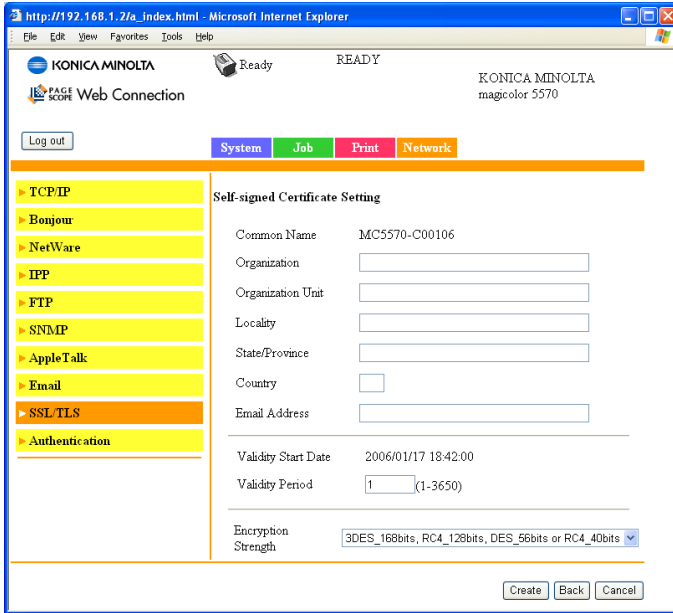 http://192.168.1.2/a_index.html - Microsoft Internet Explorer
File Edit View Favorites Tools Help
KONICA MINOLTA
Ready
READY
KONICA MINOLTA
magicolor 5570
PAGE SCOPE Web Connection
Log out
System Job Print Network
TCP/IP
Bonjour
NetWare
IPP
FTP
SNMP
AppleTalk
Email
SSL/TLS
Authentication
Self-signed Certificate Setting
Common Name MC5570-C00106
Organization
Organization Unit
Locality
State/Province
Country
Email Address
Validity Start Date 2006/01/17 18:42:00
Validity Period 1 (1-3650)
Encryption
Strength
3DES_168bits, RC4_128bits, DES_56bits or RC4_40bits
Create Back Cancel